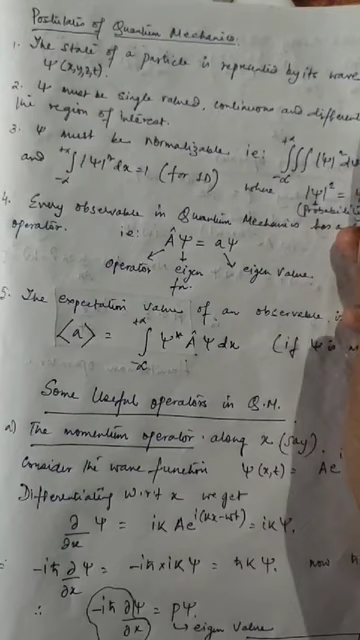 Postulates of Quantum Mechanics.
1. The state of a particle is represented by its wave
ψ(x,y,z,t).
2. ψ must be single valued, continuous and different
the region of interest.
3. ψ must be normalizable ie: ∫∫∫ |ψ|² dx
and ∫ |ψ|² dx = 1 (for 1D) where |ψ|² =
(Probabili
4. Every observable in Quantum Mechanics has a
operator. ie: Âψ = aψ
operator eigen fn. eigen value.
5. The expectation value of an observable is
<a> = ∫ ψ* Â ψ dx (if ψ is n
Some Useful operators in Q.M.
a) The momentum operator along x (say).
Consider the wave function ψ(x,t) = Ae^i
Differentiating w.r.t x we get
∂/∂x ψ = ik Ae^i(kx-ωt) = ikψ.
-iħ ∂/∂x ψ = -iħ × ik ψ = ħk ψ. now ħ
∴ -iħ ∂ψ/∂x = pψ.
eigen value